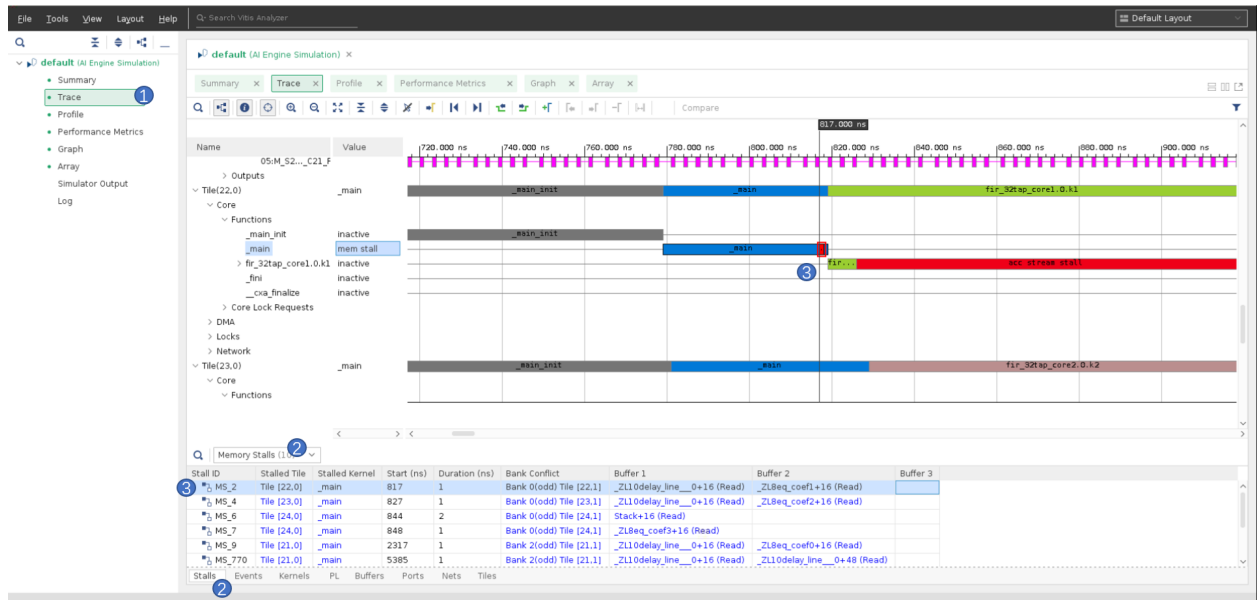 File Tools View Layout Help Q- Search Vitis Analyzer Default Layout
default (AI Engine Simulation)
Summary
Trace 1
Profile
Performance Metrics
Graph
Array
Simulator Output
Log
default (AI Engine Simulation) ×
Summary × Trace × Profile × Performance Metrics × Graph × Array ×
Compare
817.000 ns
Name Value 720.000 ns 740.000 ns 760.000 ns 780.000 ns 800.000 ns 820.000 ns 840.000 ns 860.000 ns 880.000 ns 900.000 ns
05:M_S2..._C21_F
> Outputs
Tile(22,0) _main _main_init _main fir_32tap_core1.0.k1
Core
Functions
_main_init inactive _main_init
_main mem stall _main
> fir_32tap_core1.0.k1 inactive fir... acc stream stall
3
_fini inactive
__cxa_finalize inactive
> Core Lock Requests
> DMA
> Locks
> Network
Tile(23,0) _main _main_init _main fir_32tap_core2.0.k2
Core
Functions
2
Stall ID Stalled Tile Stalled Kernel Start (ns) Duration (ns) Bank Conflict Buffer 1 Buffer 2 Buffer 3
3 MS_2 Tile [22,0] _main 817 1 Bank 0(odd) Tile [22,1] _ZL10delay_line__0+16 (Read) _ZL8eq_coef1+16 (Read)
MS_4 Tile [23,0] _main 827 1 Bank 0(odd) Tile [23,1] _ZL10delay_line__0+16 (Read) _ZL8eq_coef2+16 (Read)
MS_6 Tile [24,0] _main 844 2 Bank 0(odd) Tile [24,1] Stack+16 (Read)
MS_7 Tile [24,0] _main 848 1 Bank 0(odd) Tile [24,1] _ZL8eq_coef3+16 (Read)
MS_9 Tile [21,0] _main 2317 1 Bank 2(odd) Tile [21,1] _ZL10delay_line__0+16 (Read) _ZL8eq_coef0+16 (Read)
MS_770 Tile [21,0] _main 5385 1 Bank 2(odd) Tile [21,1] _ZL10delay_line__0+16 (Read) _ZL10delay_line__0+48 (Read)
Stalls Events Kernels PL Buffers Ports Nets Tiles
2